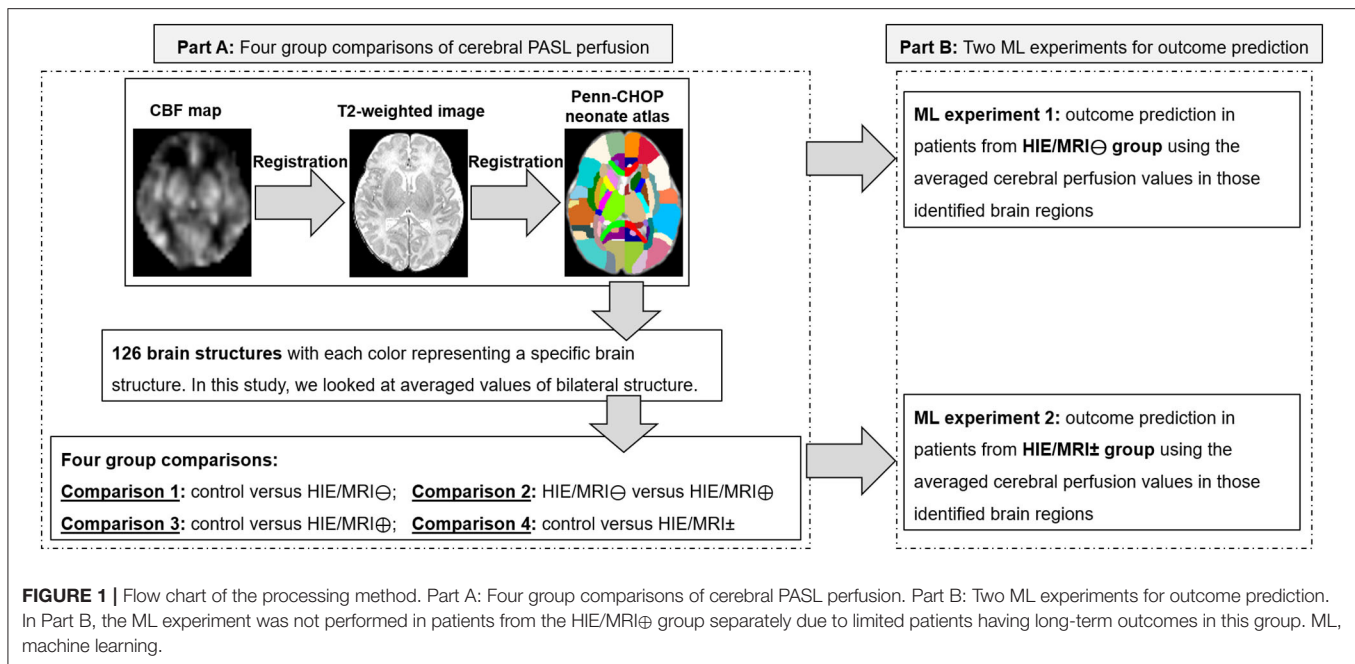 Part A: Four group comparisons of cerebral PASL perfusion
Part B: Two ML experiments for outcome prediction
CBF map
T2-weighted image
Penn-CHOP
neonate atlas
Registration
Registration
126 brain structures with each color representing a specific brain
structure. In this study, we looked at averaged values of bilateral structure.
Four group comparisons:
Comparison 1: control versus HIE/MRI⊖; Comparison 2: HIE/MRI⊖ versus HIE/MRI⊕
Comparison 3: control versus HIE/MRI⊕; Comparison 4: control versus HIE/MRI±
ML experiment 1: outcome prediction in
patients from HIE/MRI⊖ group using the
averaged cerebral perfusion values in those
identified brain regions
ML experiment 2: outcome prediction in
patients from HIE/MRI± group using the
averaged cerebral perfusion values in those
identified brain regions
FIGURE 1 | Flow chart of the processing method. Part A: Four group comparisons of cerebral PASL perfusion. Part B: Two ML experiments for outcome prediction.
In Part B, the ML experiment was not performed in patients from the HIE/MRI⊕ group separately due to limited patients having long-term outcomes in this group. ML,
machine learning.